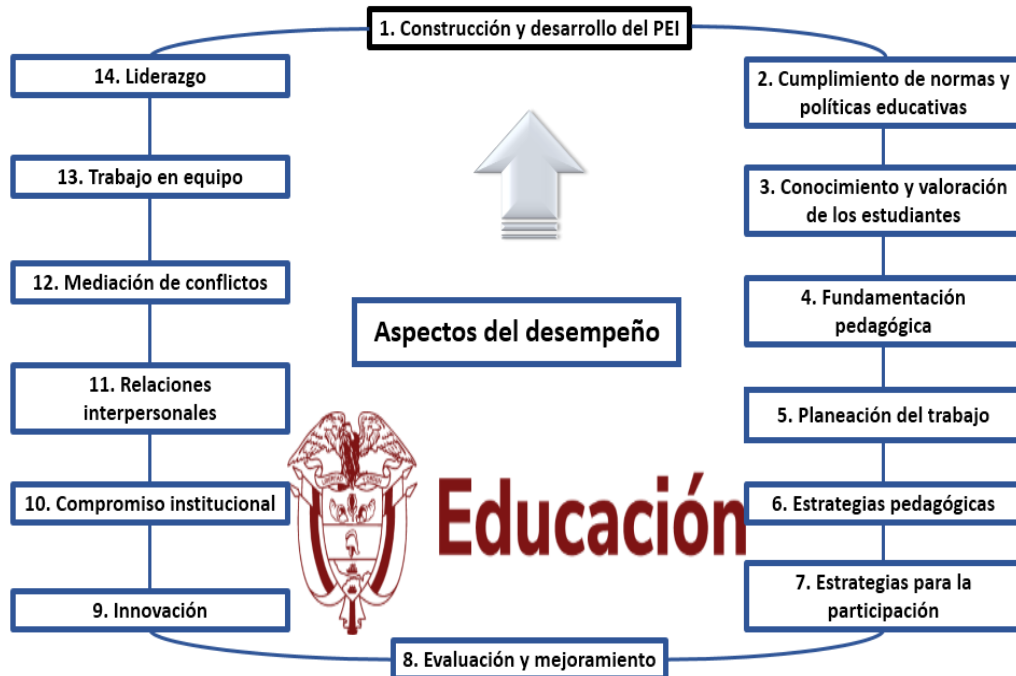 1. Construcción y desarrollo del PEI
14. Liderazgo
2. Cumplimiento de normas y
políticas educativas
13. Trabajo en equipo
3. Conocimiento y valoración
de los estudiantes
12. Mediación de conflictos
4. Fundamentación
pedagógica
Aspectos del desempeño
11. Relaciones
interpersonales
5. Planeación del trabajo
10. Compromiso institucional
Educación
6. Estrategias pedagógicas
9. Innovación
7. Estrategias para la
participación
8. Evaluación y mejoramiento